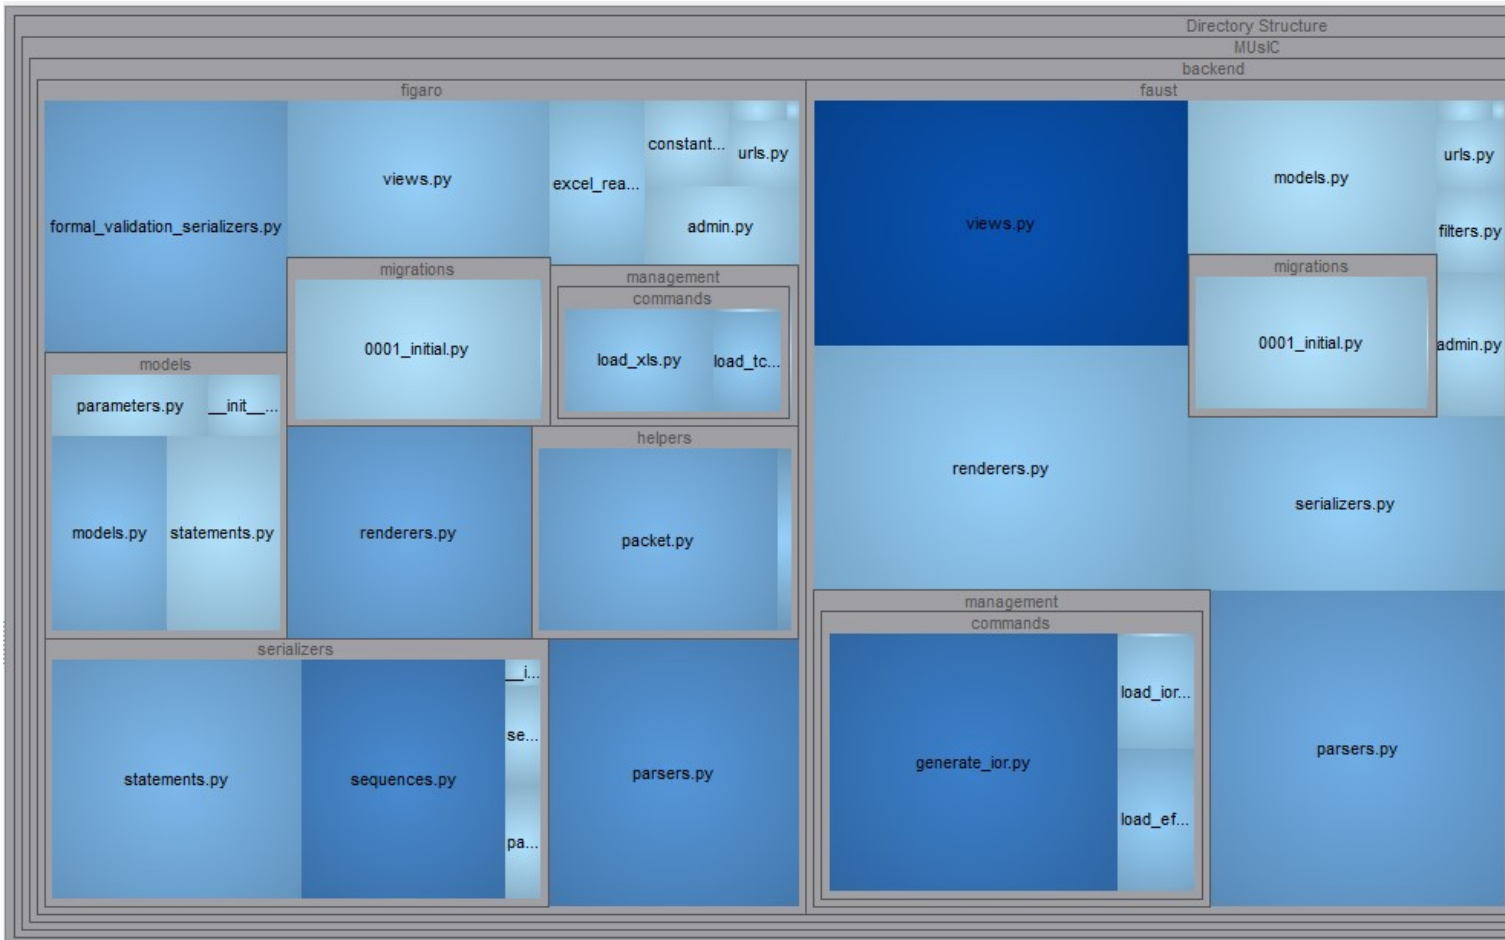 Directory Structure
MUsIC
backend
figaro
formal_validation_serializers.py
views.py
excel_rea...
constant...
urls.py
admin.py
migrations
0001_initial.py
management
commands
load_xls.py
load_tc...
models
parameters.py
__init__...
models.py
statements.py
renderers.py
helpers
packet.py
serializers
statements.py
sequences.py
__i...
se...
pa...
parsers.py
faust
views.py
models.py
urls.py
filters.py
migrations
0001_initial.py
admin.py
renderers.py
serializers.py
management
commands
generate_ior.py
load_ior...
load_ef...
parsers.py